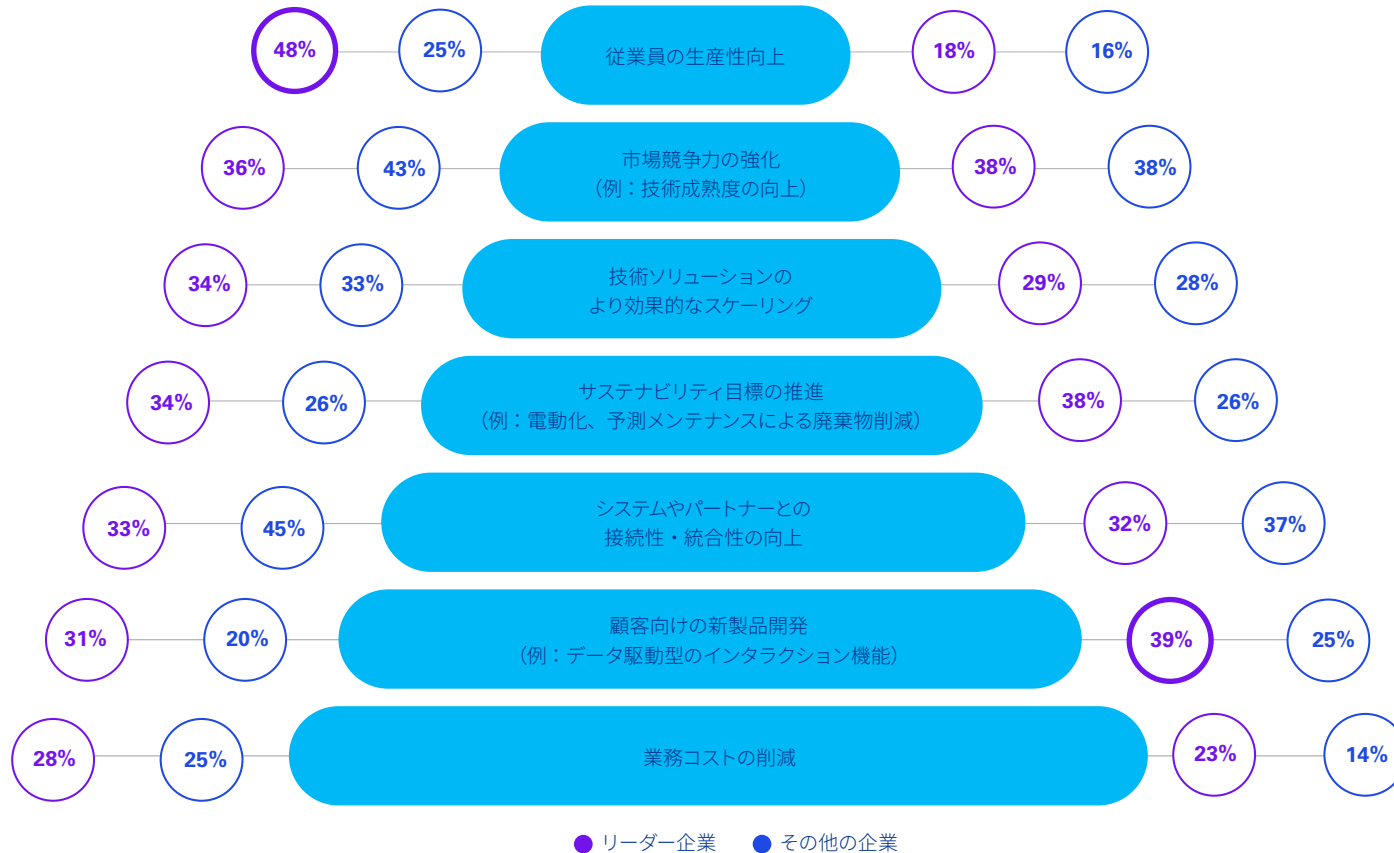 48% 25% 従業員の生産性向上 18% 16%
36% 43% 市場競争力の強化 38% 38%
（例：技術成熟度の向上）
34% 33% 技術ソリューションの 29% 28%
より効果的なスケーリング
34% 26% サステナビリティ目標の推進 38% 26%
（例：電動化、予測メンテナンスによる廃棄物削減）
33% 45% システムやパートナーとの 32% 37%
接続性・統合性の向上
31% 20% 顧客向けの新製品開発 39% 25%
（例：データ駆動型のインタラクション機能）
28% 25% 業務コストの削減 23% 14%
リーダー企業 その他の企業